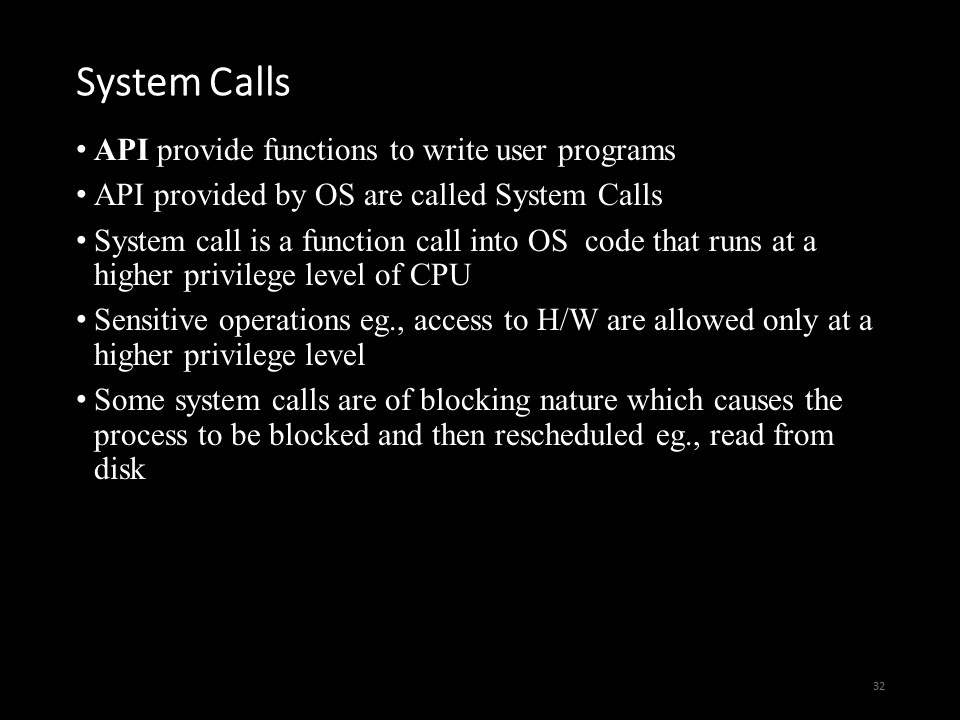 System Calls
• API provide functions to write user programs
• API provided by OS are called System Calls
• System call is a function call into OS  code that runs at a
higher privilege level of CPU
• Sensitive operations eg., access to H/W are allowed only at a
higher privilege level
• Some system calls are of blocking nature which causes the
process to be blocked and then rescheduled eg., read from
disk
32